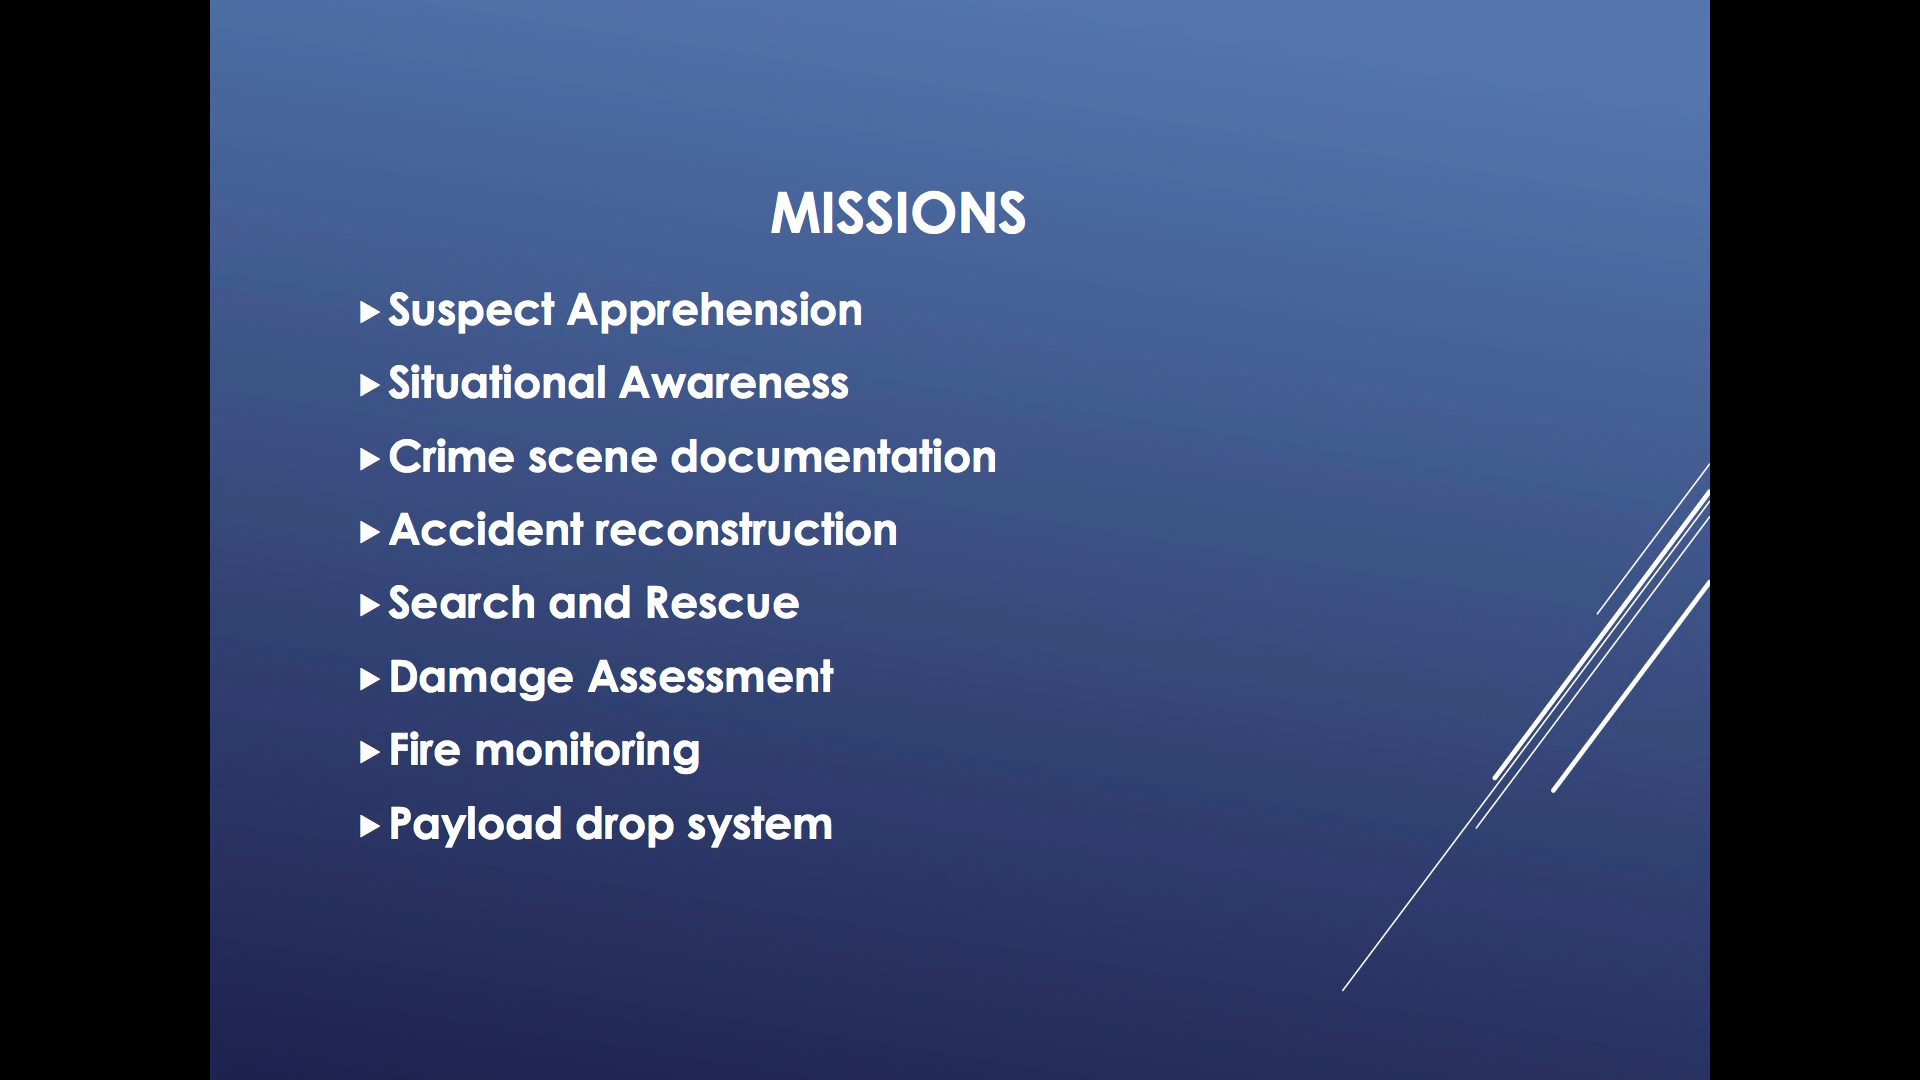 MISSIONS
Suspect Apprehension
Situational Awareness
Crime scene documentation
Accident reconstruction
Search and Rescue
Damage Assessment
Fire monitoring
Payload drop system